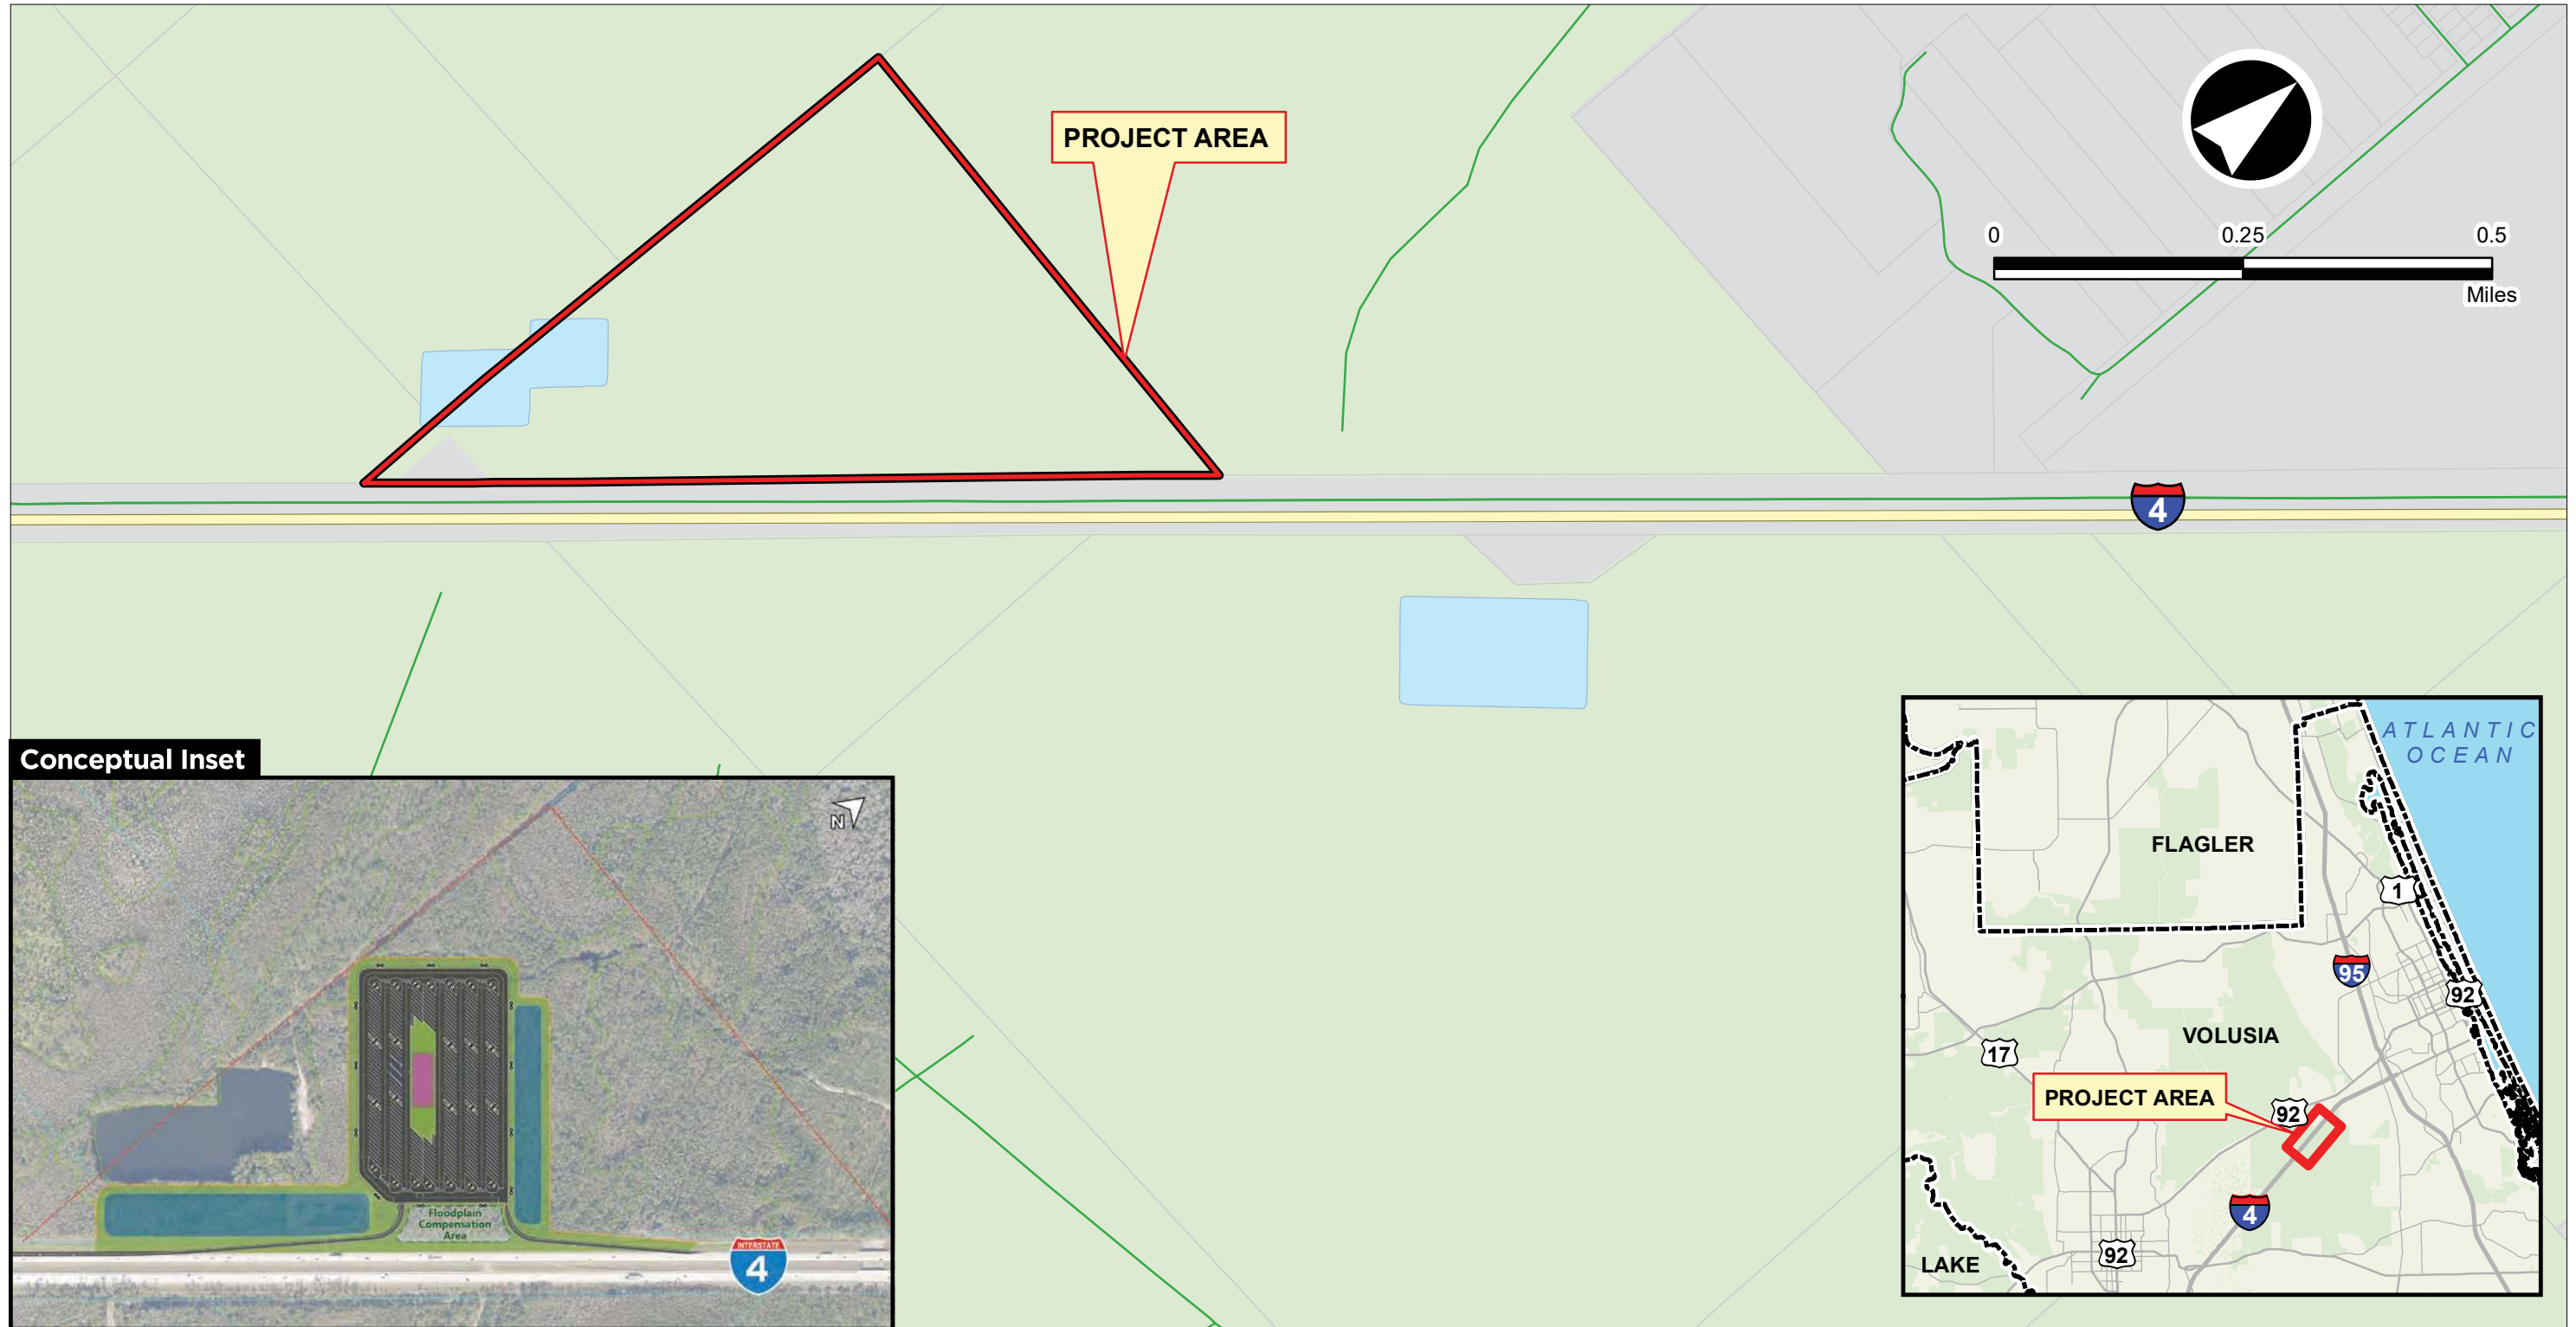 PROJECT AREA
0
0.25
0.5
Miles
4
Conceptual Inset
N
Floodplain
Compensation
Area
INTERSTATE
4
ATLANTIC
OCEAN
FLAGLER
1
95
92
VOLUSIA
17
PROJECT AREA
92
4
92
LAKE